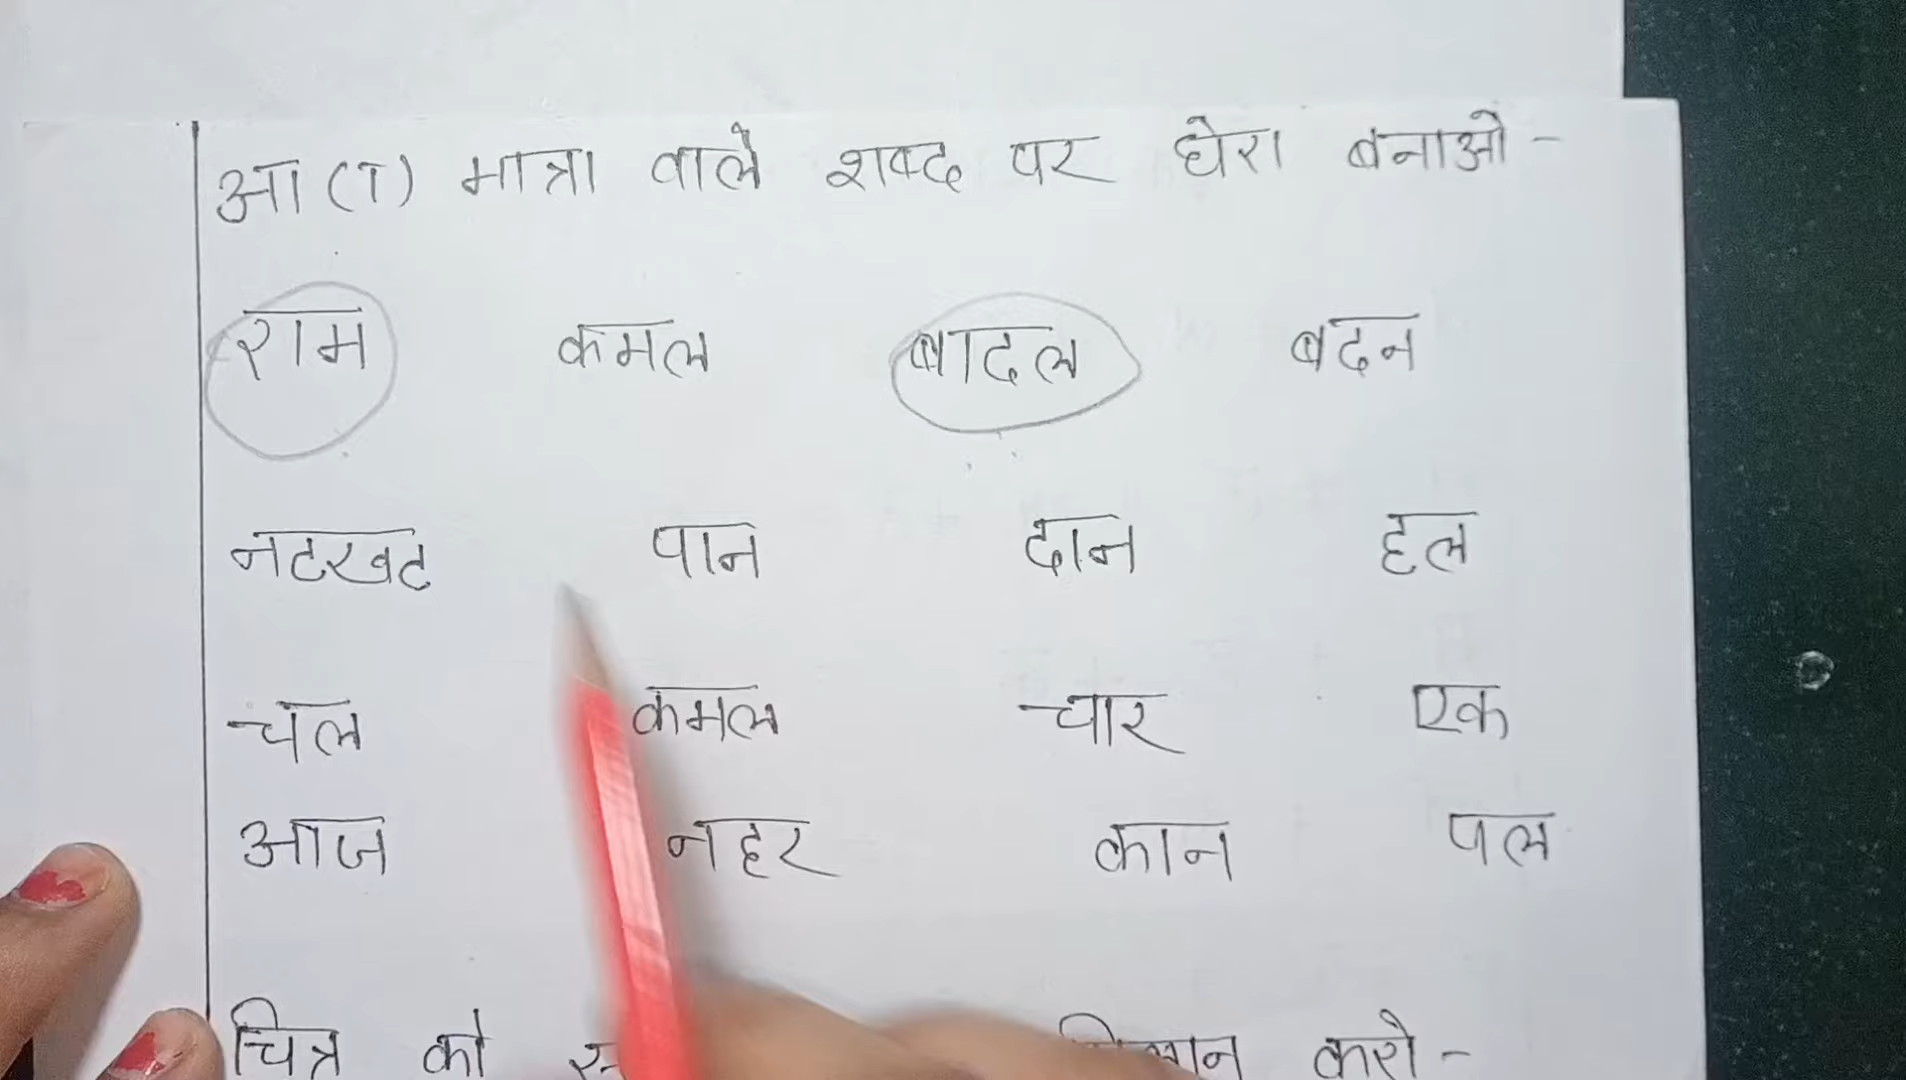 आ (ा) मात्रा वाले शब्द पर घेरा बनाओ -
राम कमल बादल बदन
नटखट पान दान हल
चल कमल चार एक
आज नहर कान पल
चित्र को करो -